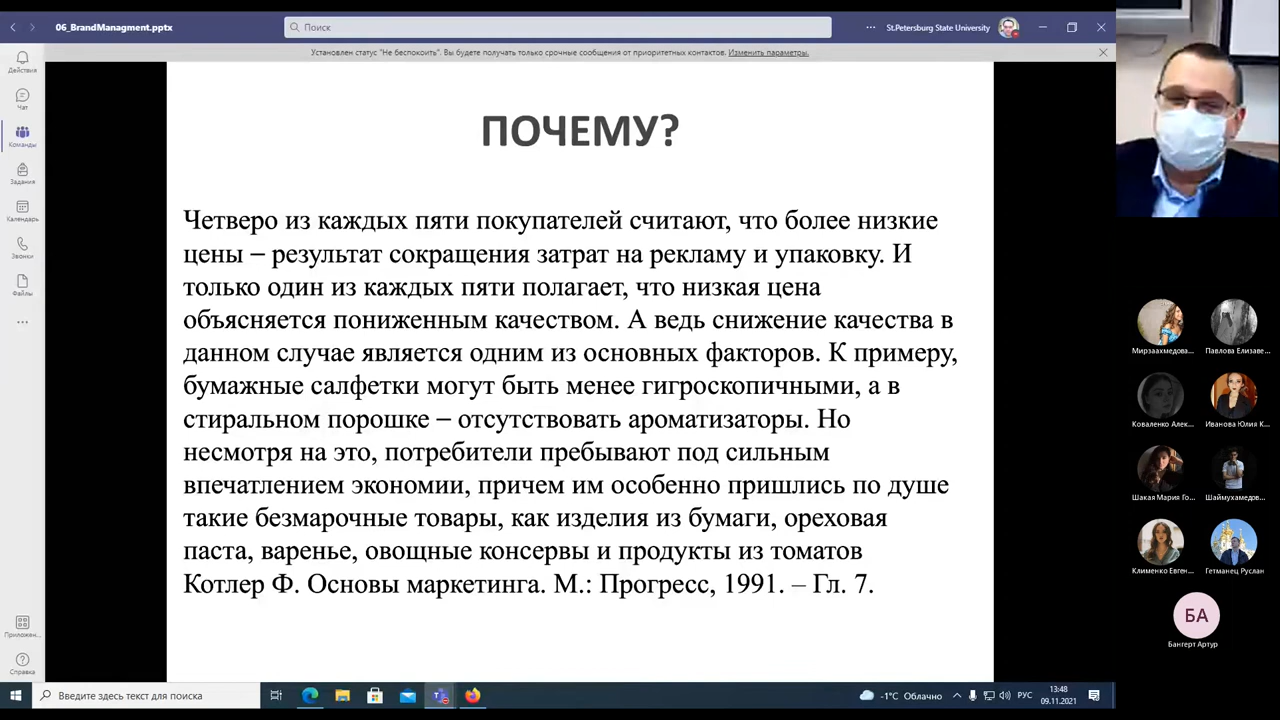 06_BrandManagment.pptx
Поиск
St.Petersburg State University
Установлен статус "Не беспокоить". Вы будете получать только срочные сообщения от приоритетных контактов. Изменить параметры.
Действия
Чат
Команды
Задания
Календарь
Звонки
Файлы
Приложен...
Справка
ПОЧЕМУ?
Четверо из каждых пяти покупателей считают, что более низкие
цены – результат сокращения затрат на рекламу и упаковку. И
только один из каждых пяти полагает, что низкая цена
объясняется пониженным качеством. А ведь снижение качества в
данном случае является одним из основных факторов. К примеру,
бумажные салфетки могут быть менее гигроскопичными, а в
стиральном порошке – отсутствовать ароматизаторы. Но
несмотря на это, потребители пребывают под сильным
впечатлением экономии, причем им особенно пришлись по душе
такие безмарочные товары, как изделия из бумаги, ореховая
паста, варенье, овощные консервы и продукты из томатов
Котлер Ф. Основы маркетинга. М.: Прогресс, 1991. – Гл. 7.
Мирзаахмедова... Павлова Елизаве...
Коваленко Алек... Иванова Юлия К...
Шакая Мария Го... Шаймухамедов...
Клименко Евген... Гетманец Руслан
БА
Бангерт Артур
Введите здесь текст для поиска
-1°C Облачно
РУС
13:48
09.11.2021